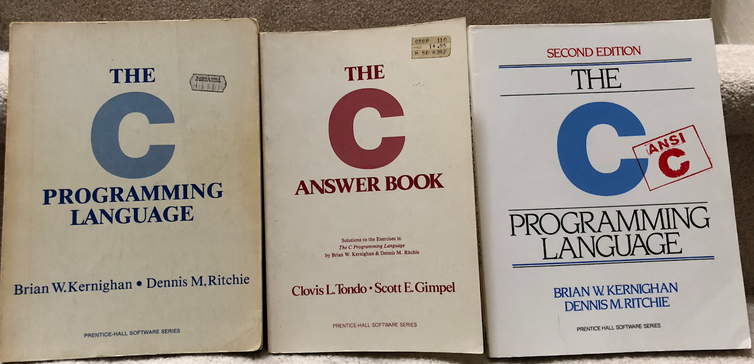 THE
C
PROGRAMMING
LANGUAGE
Brian W. Kernighan • Dennis M. Ritchie
PRENTICE-HALL SOFTWARE SERIES
THE
C
ANSWER BOOK
Solutions to the Exercises in
The C Programming Language
by Brian W. Kernighan & Dennis M. Ritchie
Clovis L. Tondo • Scott E. Gimpel
PRENTICE-HALL SOFTWARE SERIES
SECOND EDITION
THE
C
ANSI
C
PROGRAMMING
LANGUAGE
BRIAN W. KERNIGHAN
DENNIS M. RITCHIE
PRENTICE HALL SOFTWARE SERIES